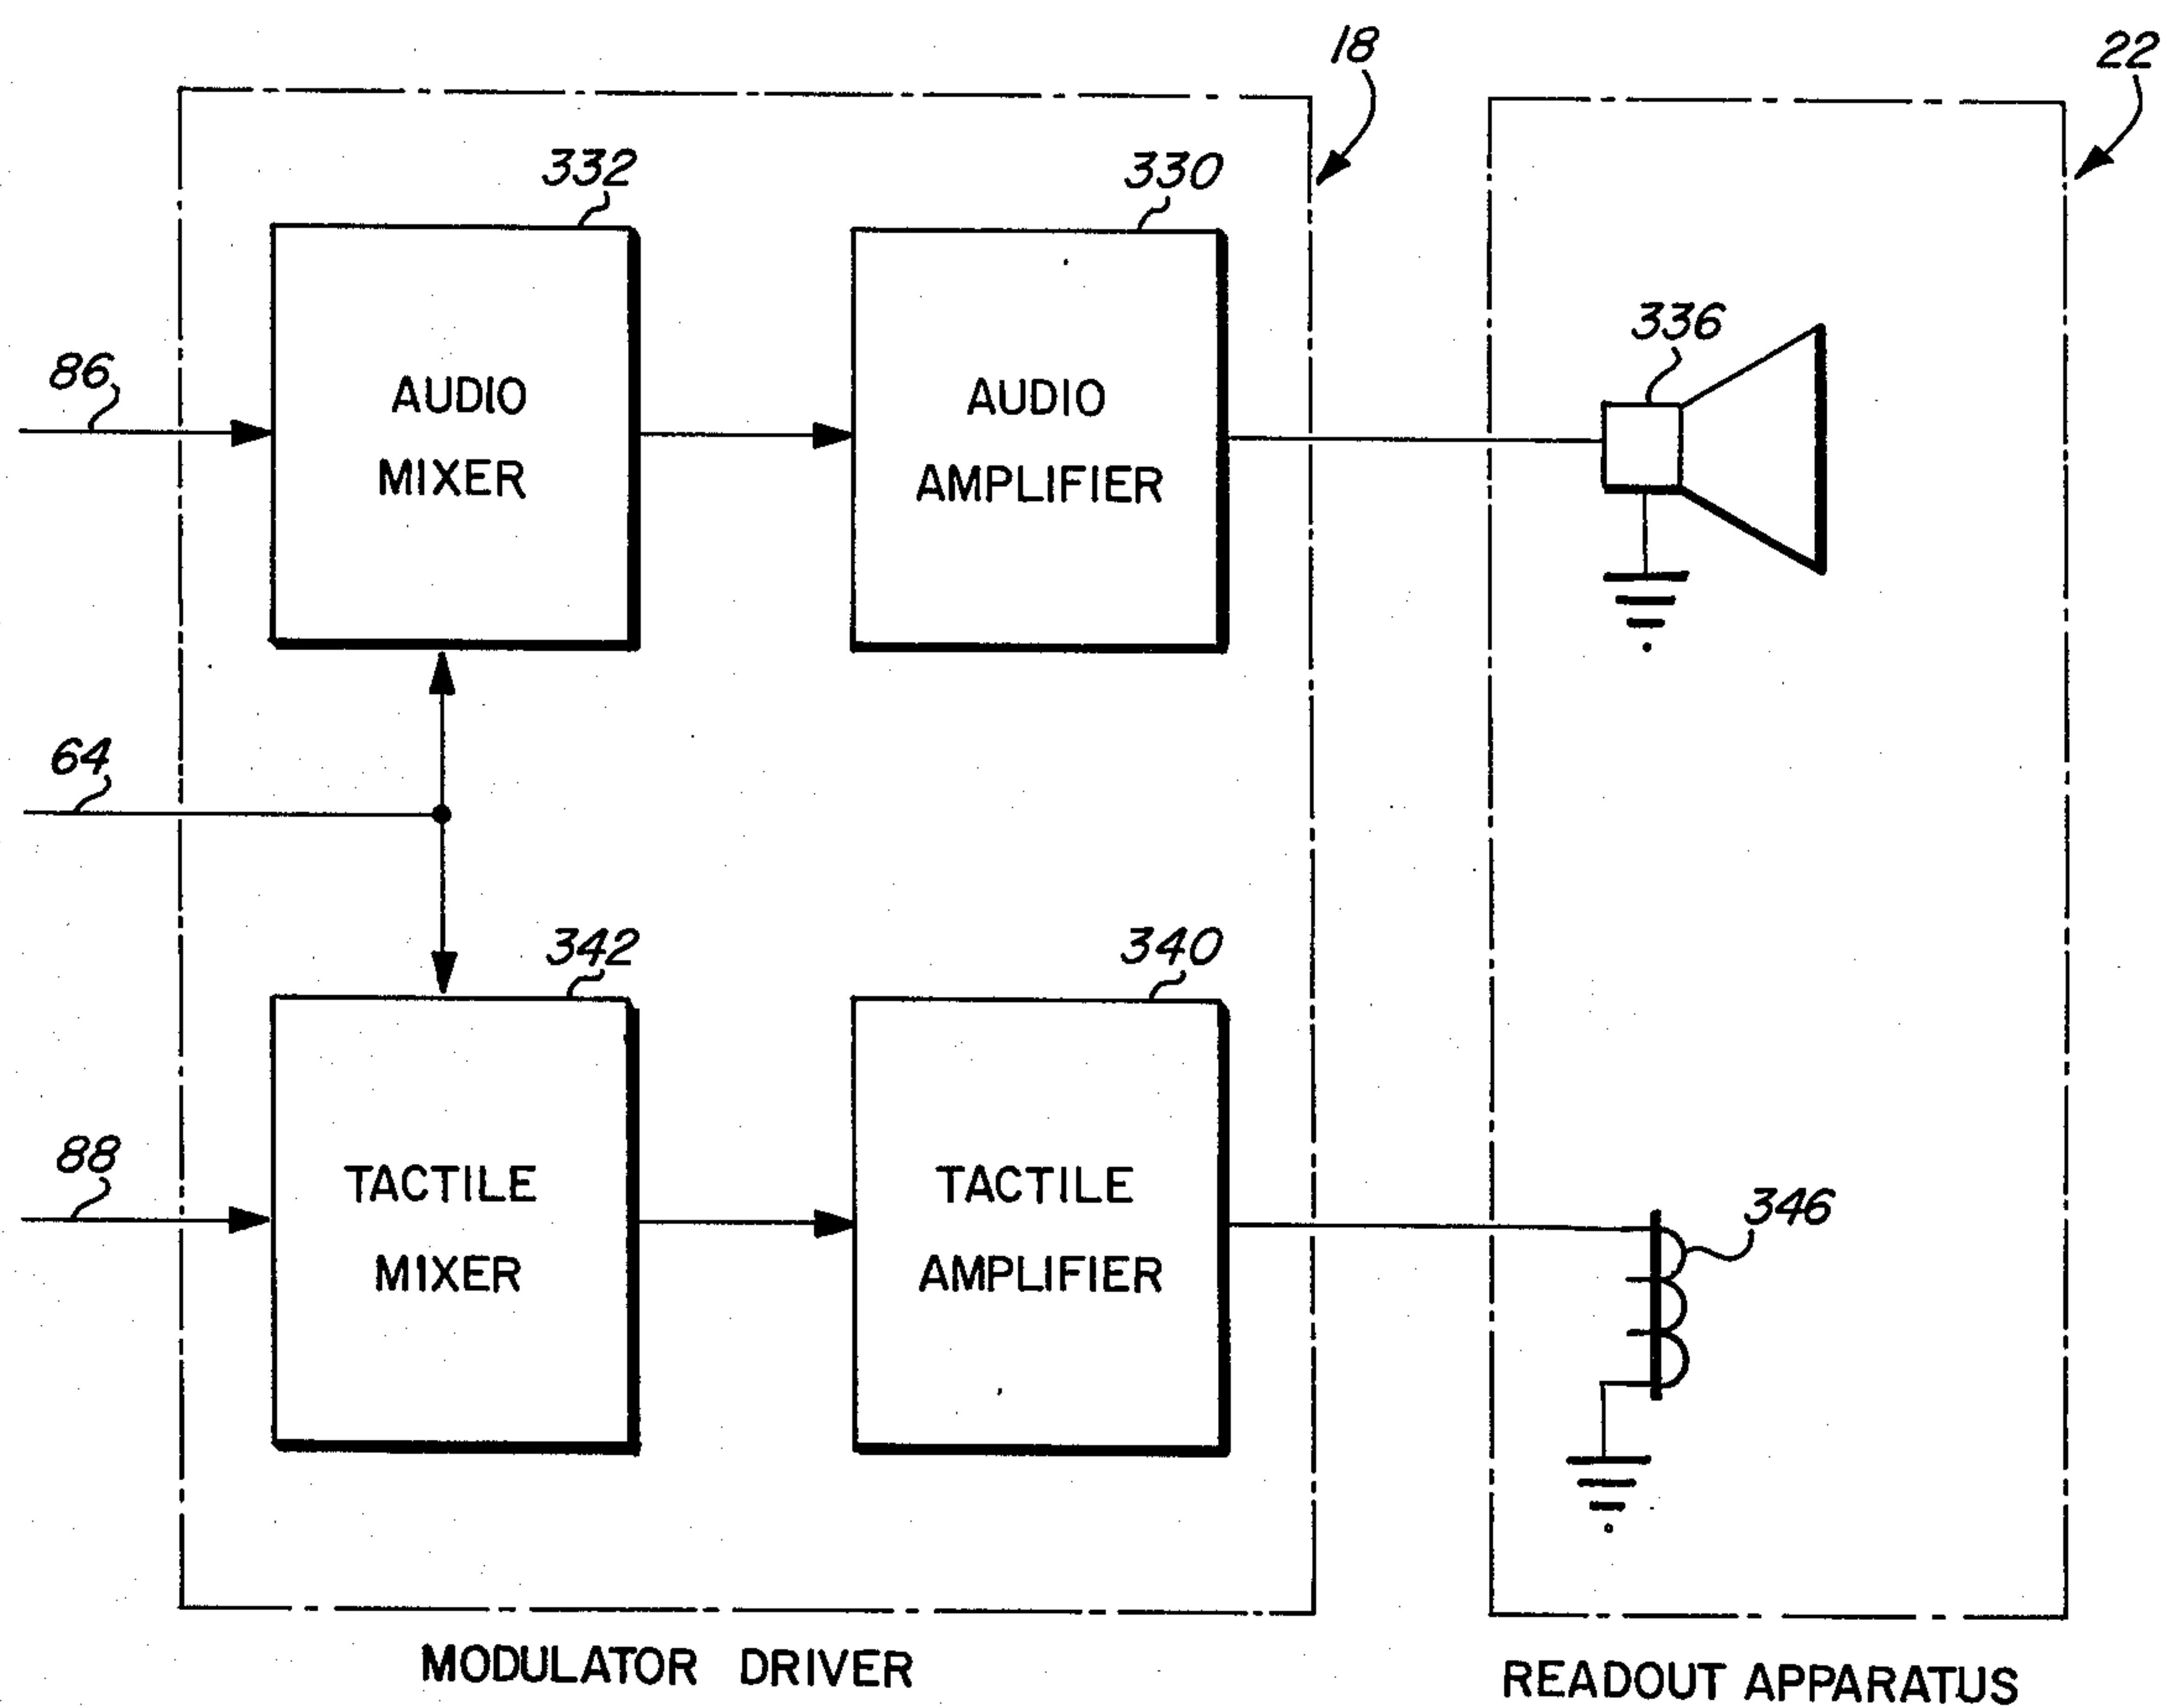 18
22
332
330
336
86
AUDIO
MIXER
AUDIO
AMPLIFIER
64
342
340
88
TACTILE
MIXER
TACTILE
AMPLIFIER
346
MODULATOR DRIVER
READOUT APPARATUS